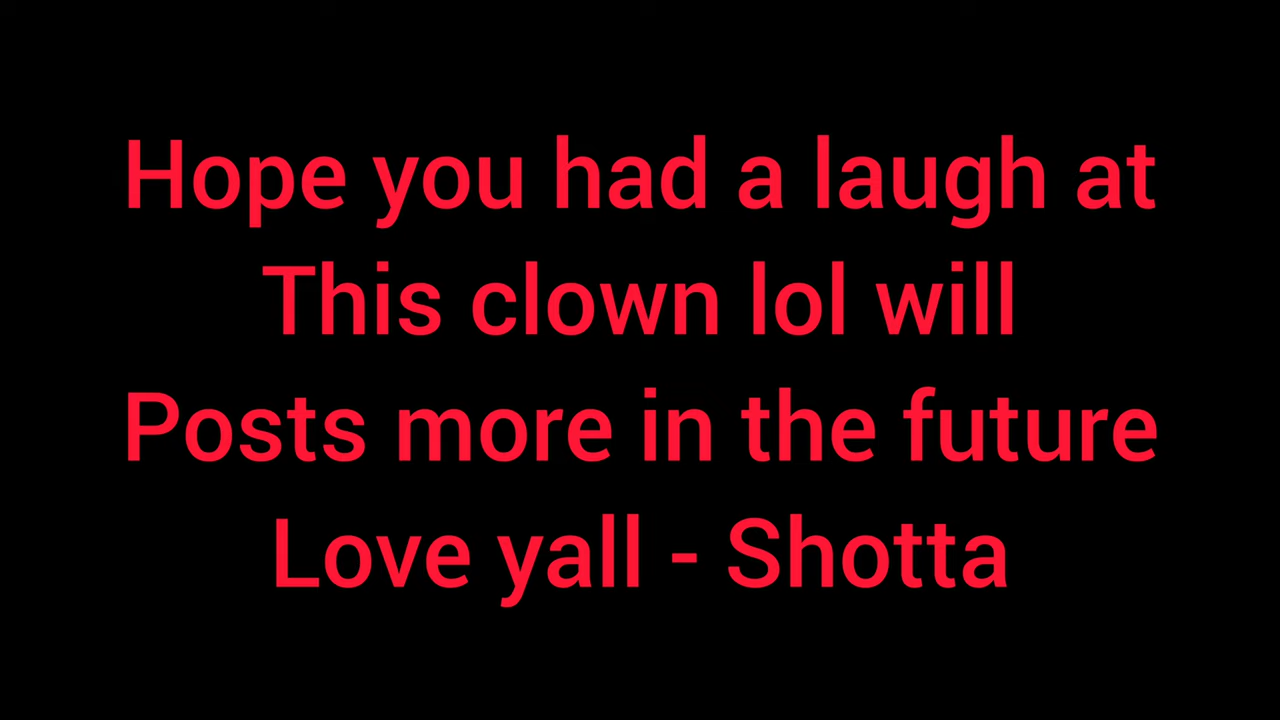 Hope you had a laugh at
This clown lol will
Posts more in the future
Love yall - Shotta